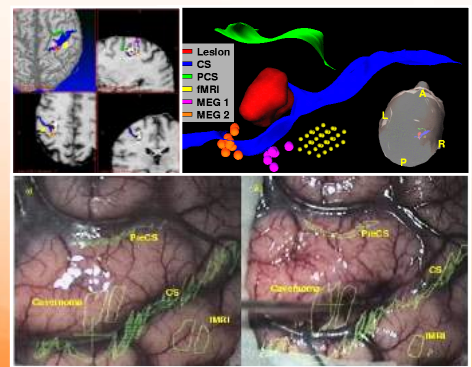 Lesion
CS
PCS
fMRI
MEG 1
MEG 2
A
L
R
P
PreCS
CS
Cavernoma
fMRI
PreCS
CS
Cavernoma
fMRI